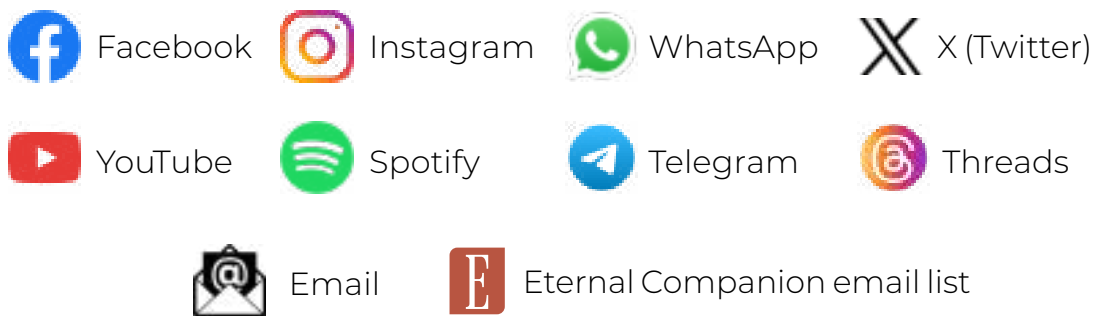 Facebook Instagram WhatsApp X (Twitter)
YouTube Spotify Telegram Threads
Email E Eternal Companion email list